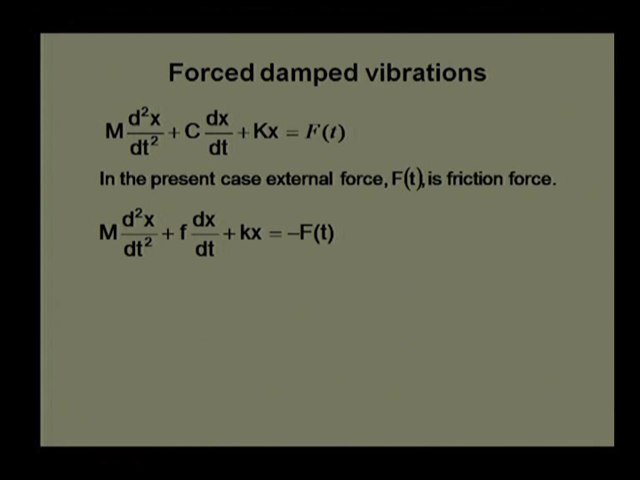 Forced damped vibrations
M d²x/dt² + C dx/dt + Kx = F(t)
In the present case external force, F(t), is friction force.
M d²x/dt² + f dx/dt + kx = −F(t)